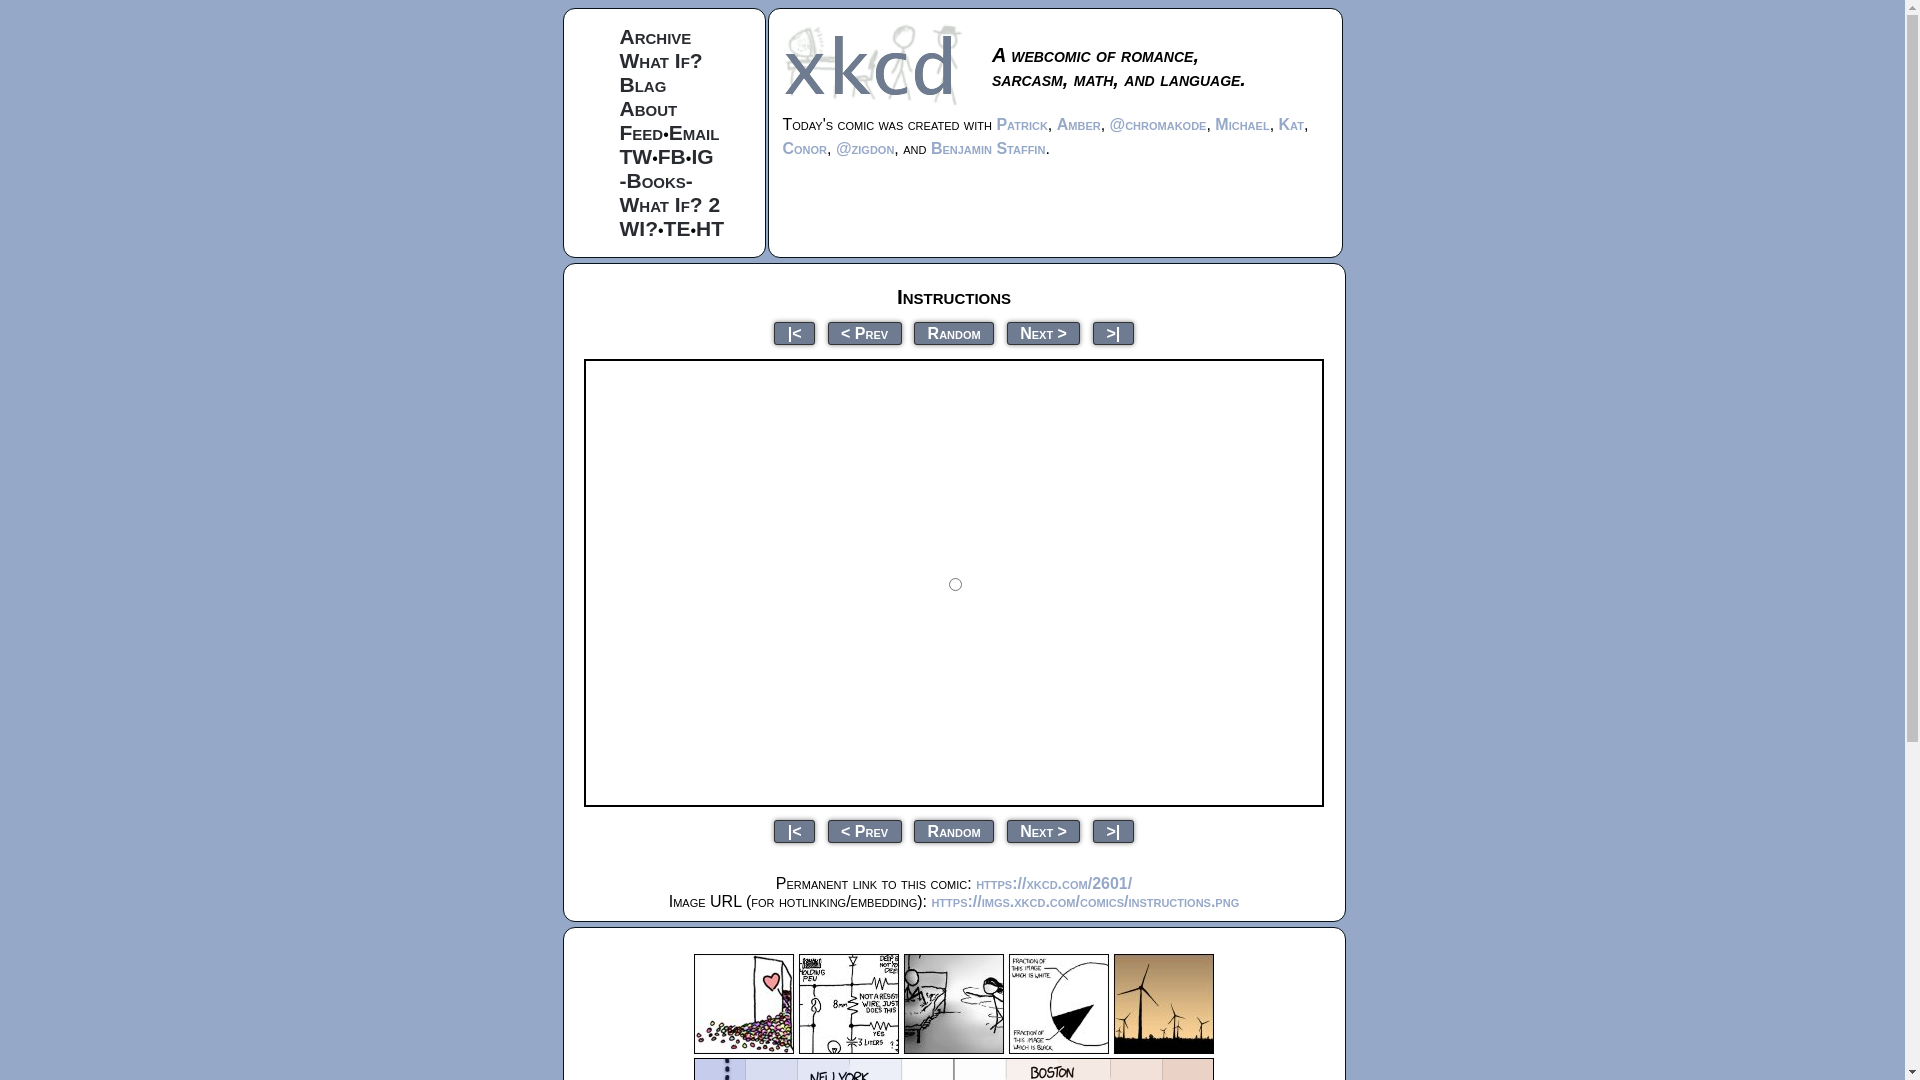 Archive
What If?
Blag
About
Feed•Email
TW•FB•IG
-Books-
What If? 2
WI?•TE•HT
xkcd
A webcomic of romance,
sarcasm, math, and language.
Today's comic was created with Patrick, Amber, @chromakode, Michael, Kat,
Conor, @zigdon, and Benjamin Staffin.
Instructions
|< < Prev Random Next > >|
|< < Prev Random Next > >|
Permanent link to this comic: https://xkcd.com/2601/
Image URL (for hotlinking/embedding): https://imgs.xkcd.com/comics/instructions.png
HOLDING
PEN
NOT A RESISTOR
WIRE JUST
DOES THIS
8mm
YES
3 LITERS
FRACTION OF
THIS IMAGE
WHICH IS WHITE
FRACTION OF
THIS IMAGE
WHICH IS BLACK
NEW YORK
BOSTON